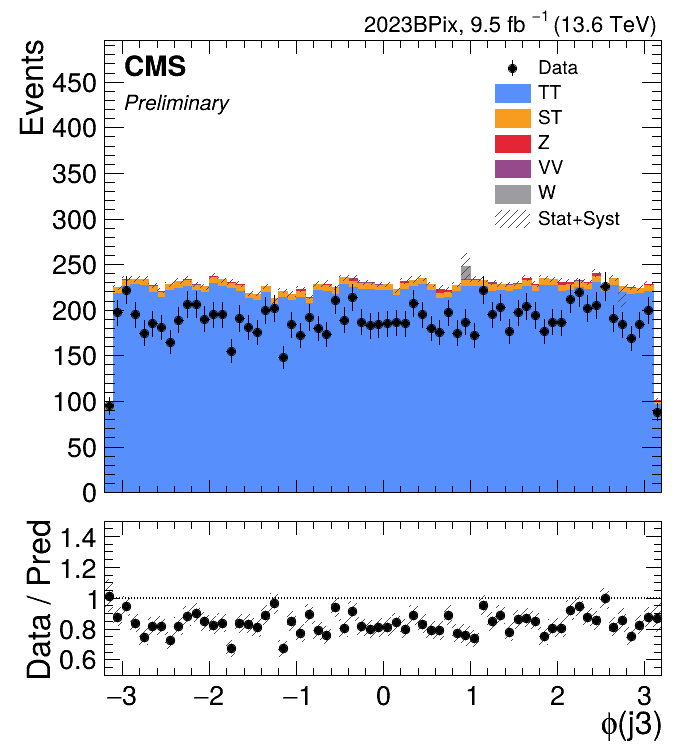 2023BPix, 9.5 fb⁻¹ (13.6 TeV)
CMS
Preliminary
Events
450
400
350
300
250
200
150
100
50
0
Data
TT
ST
Z
VV
W
Stat+Syst
Data / Pred
1.4
1.2
1
0.8
0.6
−3 −2 −1 0 1 2 3
ϕ(j3)